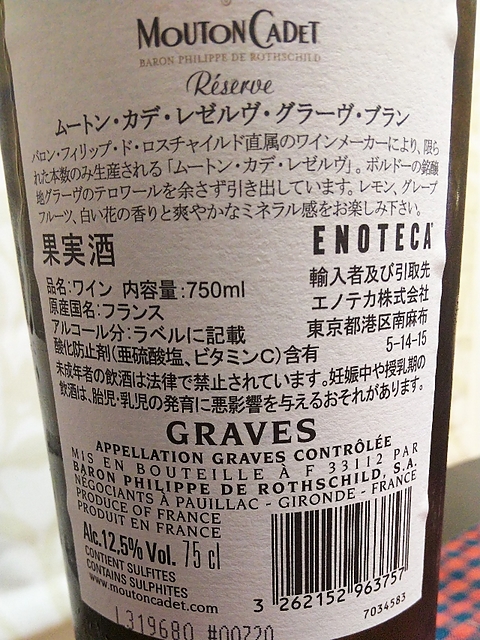 MOUTON CADET
BARON PHILIPPE DE ROTHSCHILD
Réserve
ムートン・カデ・レゼルヴ・グラーヴ・ブラン
バロン・フィリップ・ド・ロスチャイルド直属のワインメーカーにより、限ら
れた本数のみ生産される「ムートン・カデ・レゼルヴ」。ボルドーの銘醸
地グラーヴのテロワールを余さず引き出しています。レモン、グレープ
フルーツ、白い花の香りと爽やかなミネラル感をお楽しみ下さい。
果実酒
品名:ワイン 内容量:750ml
原産国名:フランス
アルコール分:ラベルに記載
酸化防止剤(亜硫酸塩、ビタミンC)含有
ENOTECA
輸入者及び引取先
エノテカ株式会社
東京都港区南麻布
5-14-15
未成年者の飲酒は法律で禁止されています。妊娠中や授乳期の
飲酒は、胎児・乳児の発育に悪影響を与えるおそれがあります。
GRAVES
APPELLATION GRAVES CONTRÔLÉE
MIS EN BOUTEILLE À F 33112 PAR
BARON PHILIPPE DE ROTHSCHILD, S.A.
NÉGOCIANTS À PAUILLAC - GIRONDE - FRANCE
PRODUCE OF FRANCE
PRODUIT EN FRANCE
Alc.12,5% Vol. 75 cl
CONTIENT SULFITES
CONTAINS SULPHITES
www.moutoncadet.com
3 262152 963757
7034583
L319680 #00720